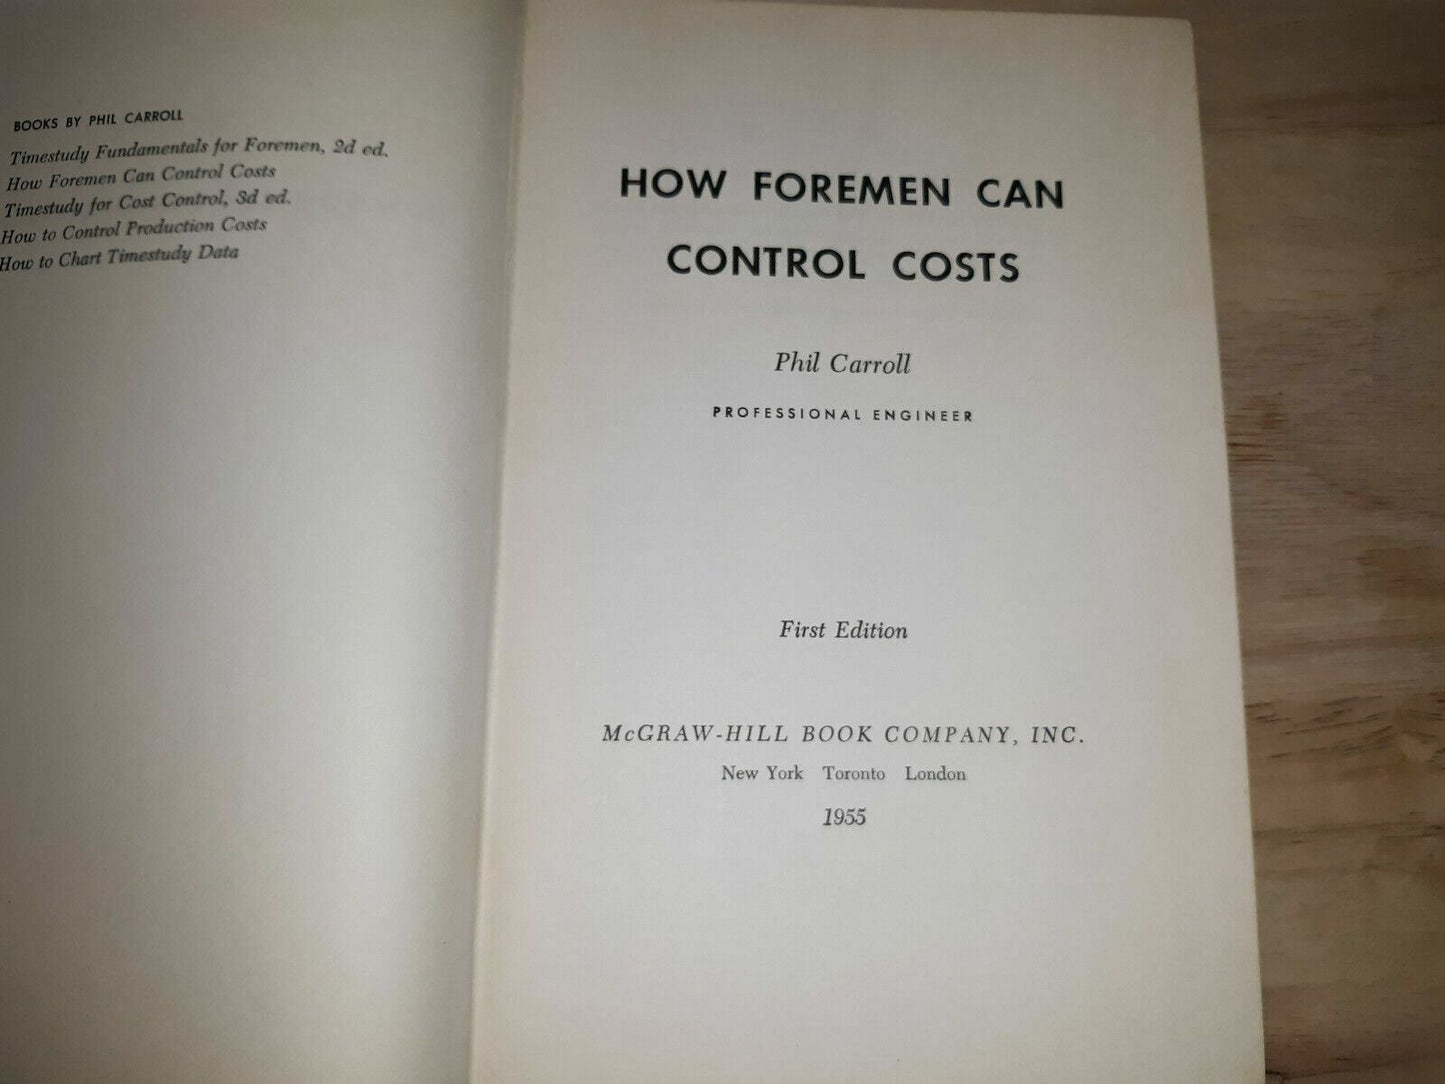 BOOKS BY PHIL CARROLL
Timestudy Fundamentals for Foremen, 2d ed.
How Foremen Can Control Costs
Timestudy for Cost Control, 3d ed.
How to Control Production Costs
How to Chart Timestudy Data
HOW FOREMEN CAN
CONTROL COSTS
Phil Carroll
PROFESSIONAL ENGINEER
First Edition
McGRAW-HILL BOOK COMPANY, INC.
New York Toronto London
1955